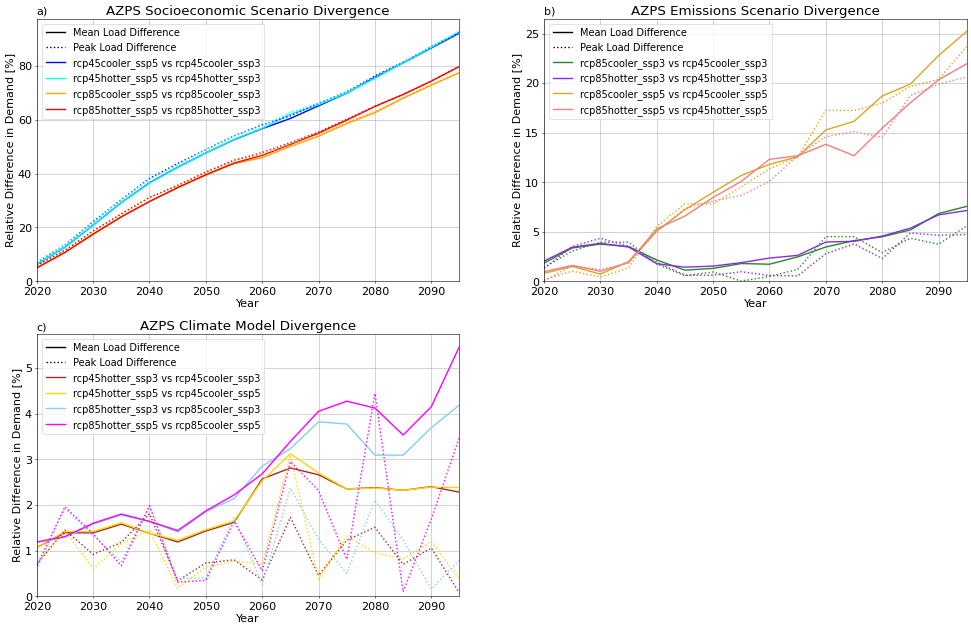 a)
AZPS Socioeconomic Scenario Divergence
Relative Difference in Demand [%]
80
60
40
20
0
Mean Load Difference
Peak Load Difference
rcp45cooler_ssp5 vs rcp45cooler_ssp3
rcp45hotter_ssp5 vs rcp45hotter_ssp3
rcp85cooler_ssp5 vs rcp85cooler_ssp3
rcp85hotter_ssp5 vs rcp85hotter_ssp3
2020 2030 2040 2050 2060 2070 2080 2090
Year
b)
AZPS Emissions Scenario Divergence
Relative Difference in Demand [%]
25
20
15
10
5
0
Mean Load Difference
Peak Load Difference
rcp85cooler_ssp3 vs rcp45cooler_ssp3
rcp85hotter_ssp3 vs rcp45hotter_ssp3
rcp85cooler_ssp5 vs rcp45cooler_ssp5
rcp85hotter_ssp5 vs rcp45hotter_ssp5
2020 2030 2040 2050 2060 2070 2080 2090
Year
c)
AZPS Climate Model Divergence
Relative Difference in Demand [%]
5
4
3
2
1
0
Mean Load Difference
Peak Load Difference
rcp45hotter_ssp3 vs rcp45cooler_ssp3
rcp45hotter_ssp5 vs rcp45cooler_ssp5
rcp85hotter_ssp3 vs rcp85cooler_ssp3
rcp85hotter_ssp5 vs rcp85cooler_ssp5
2020 2030 2040 2050 2060 2070 2080 2090
Year